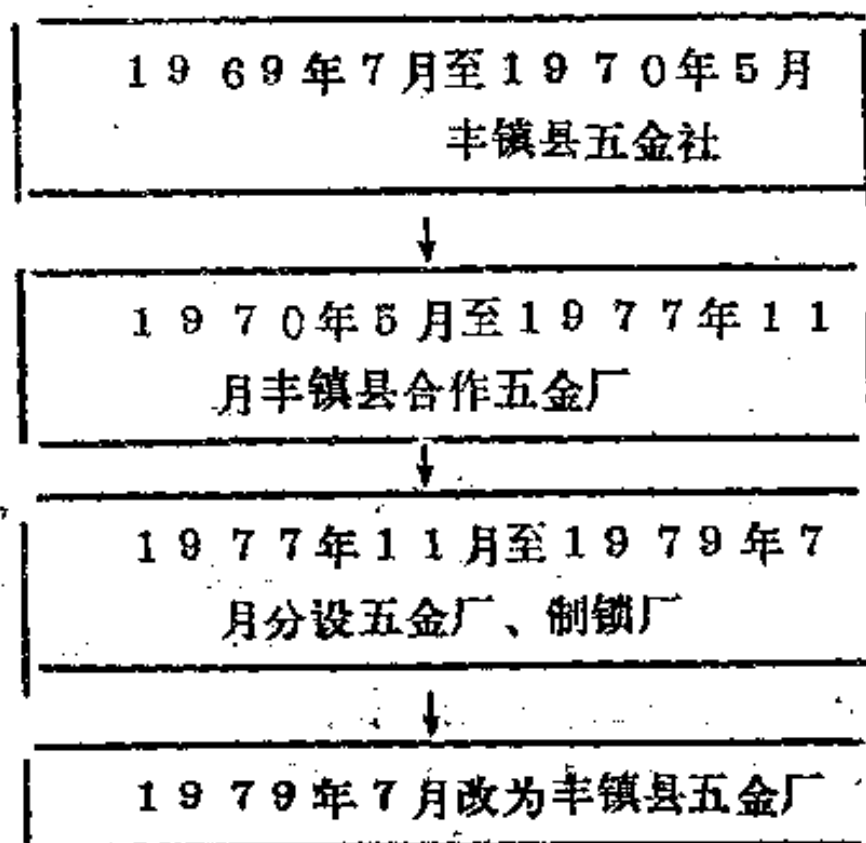 1969年7月至1970年5月
丰镇县五金社
↓
1970年5月至1977年11
月丰镇县合作五金厂
↓
1977年11月至1979年7
月分设五金厂、制锁厂
↓
1979年7月改为丰镇县五金厂